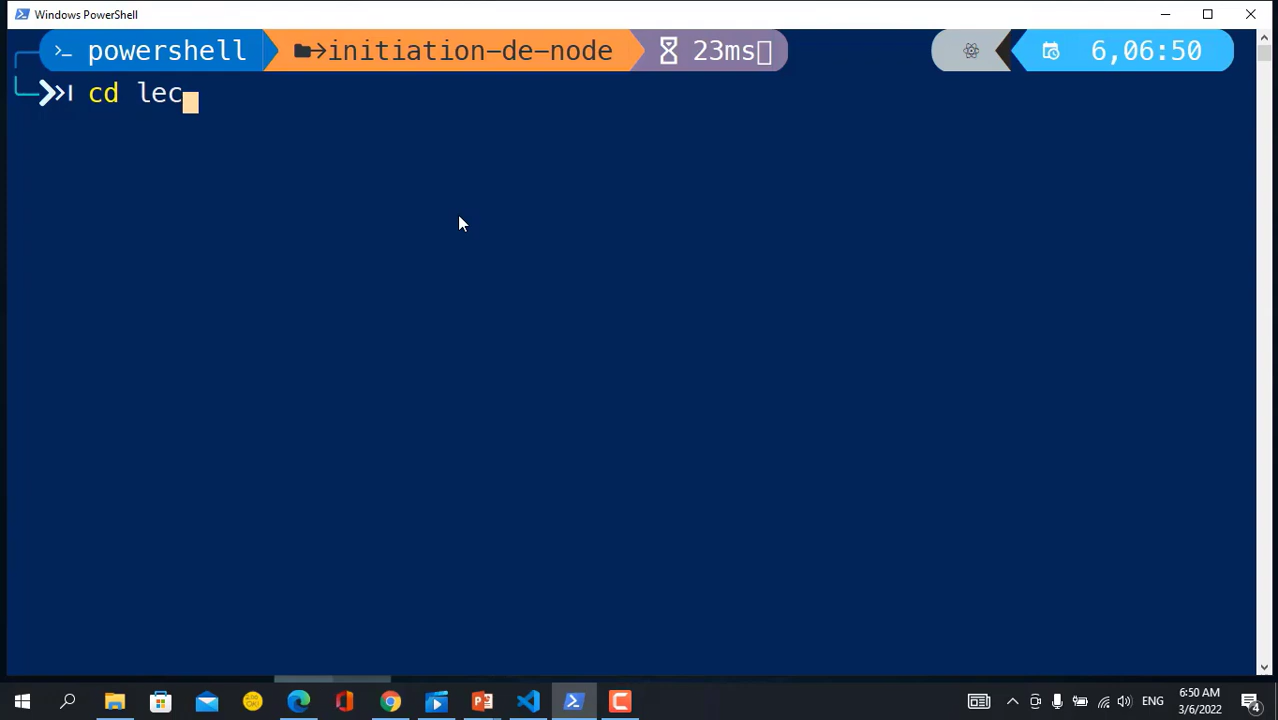 Windows PowerShell
powershell initiation-de-node 23ms 6,06:50
cd lec
ENG
6:50 AM
3/6/2022
4